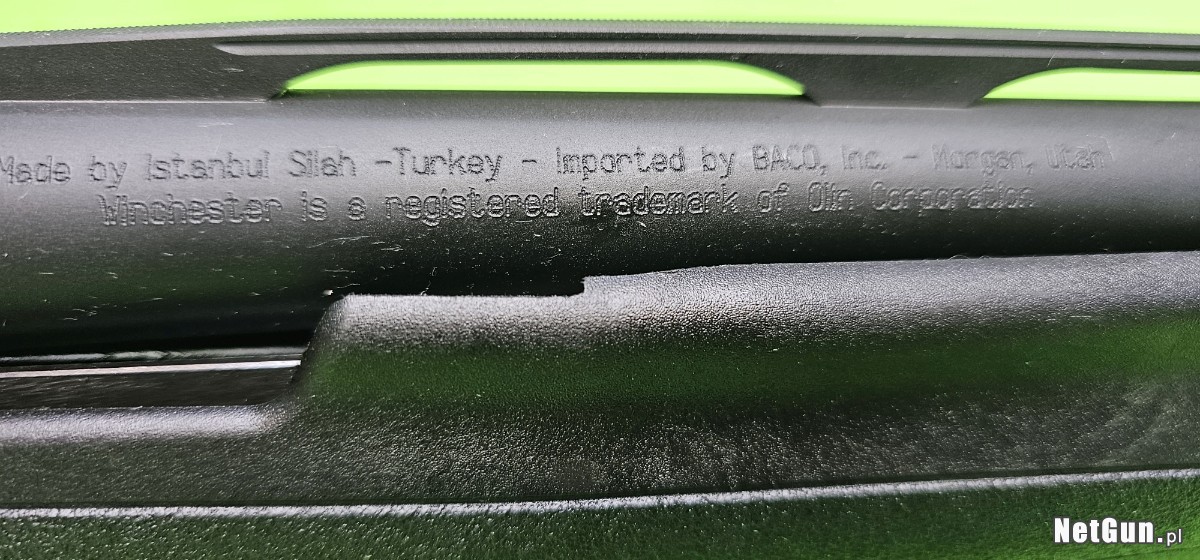 Made by Istanbul Silah -Turkey - Imported by BACO, Inc. - Morgan, Utah
Winchester is a registered trademark of Olin Corporation
NetGun.pl